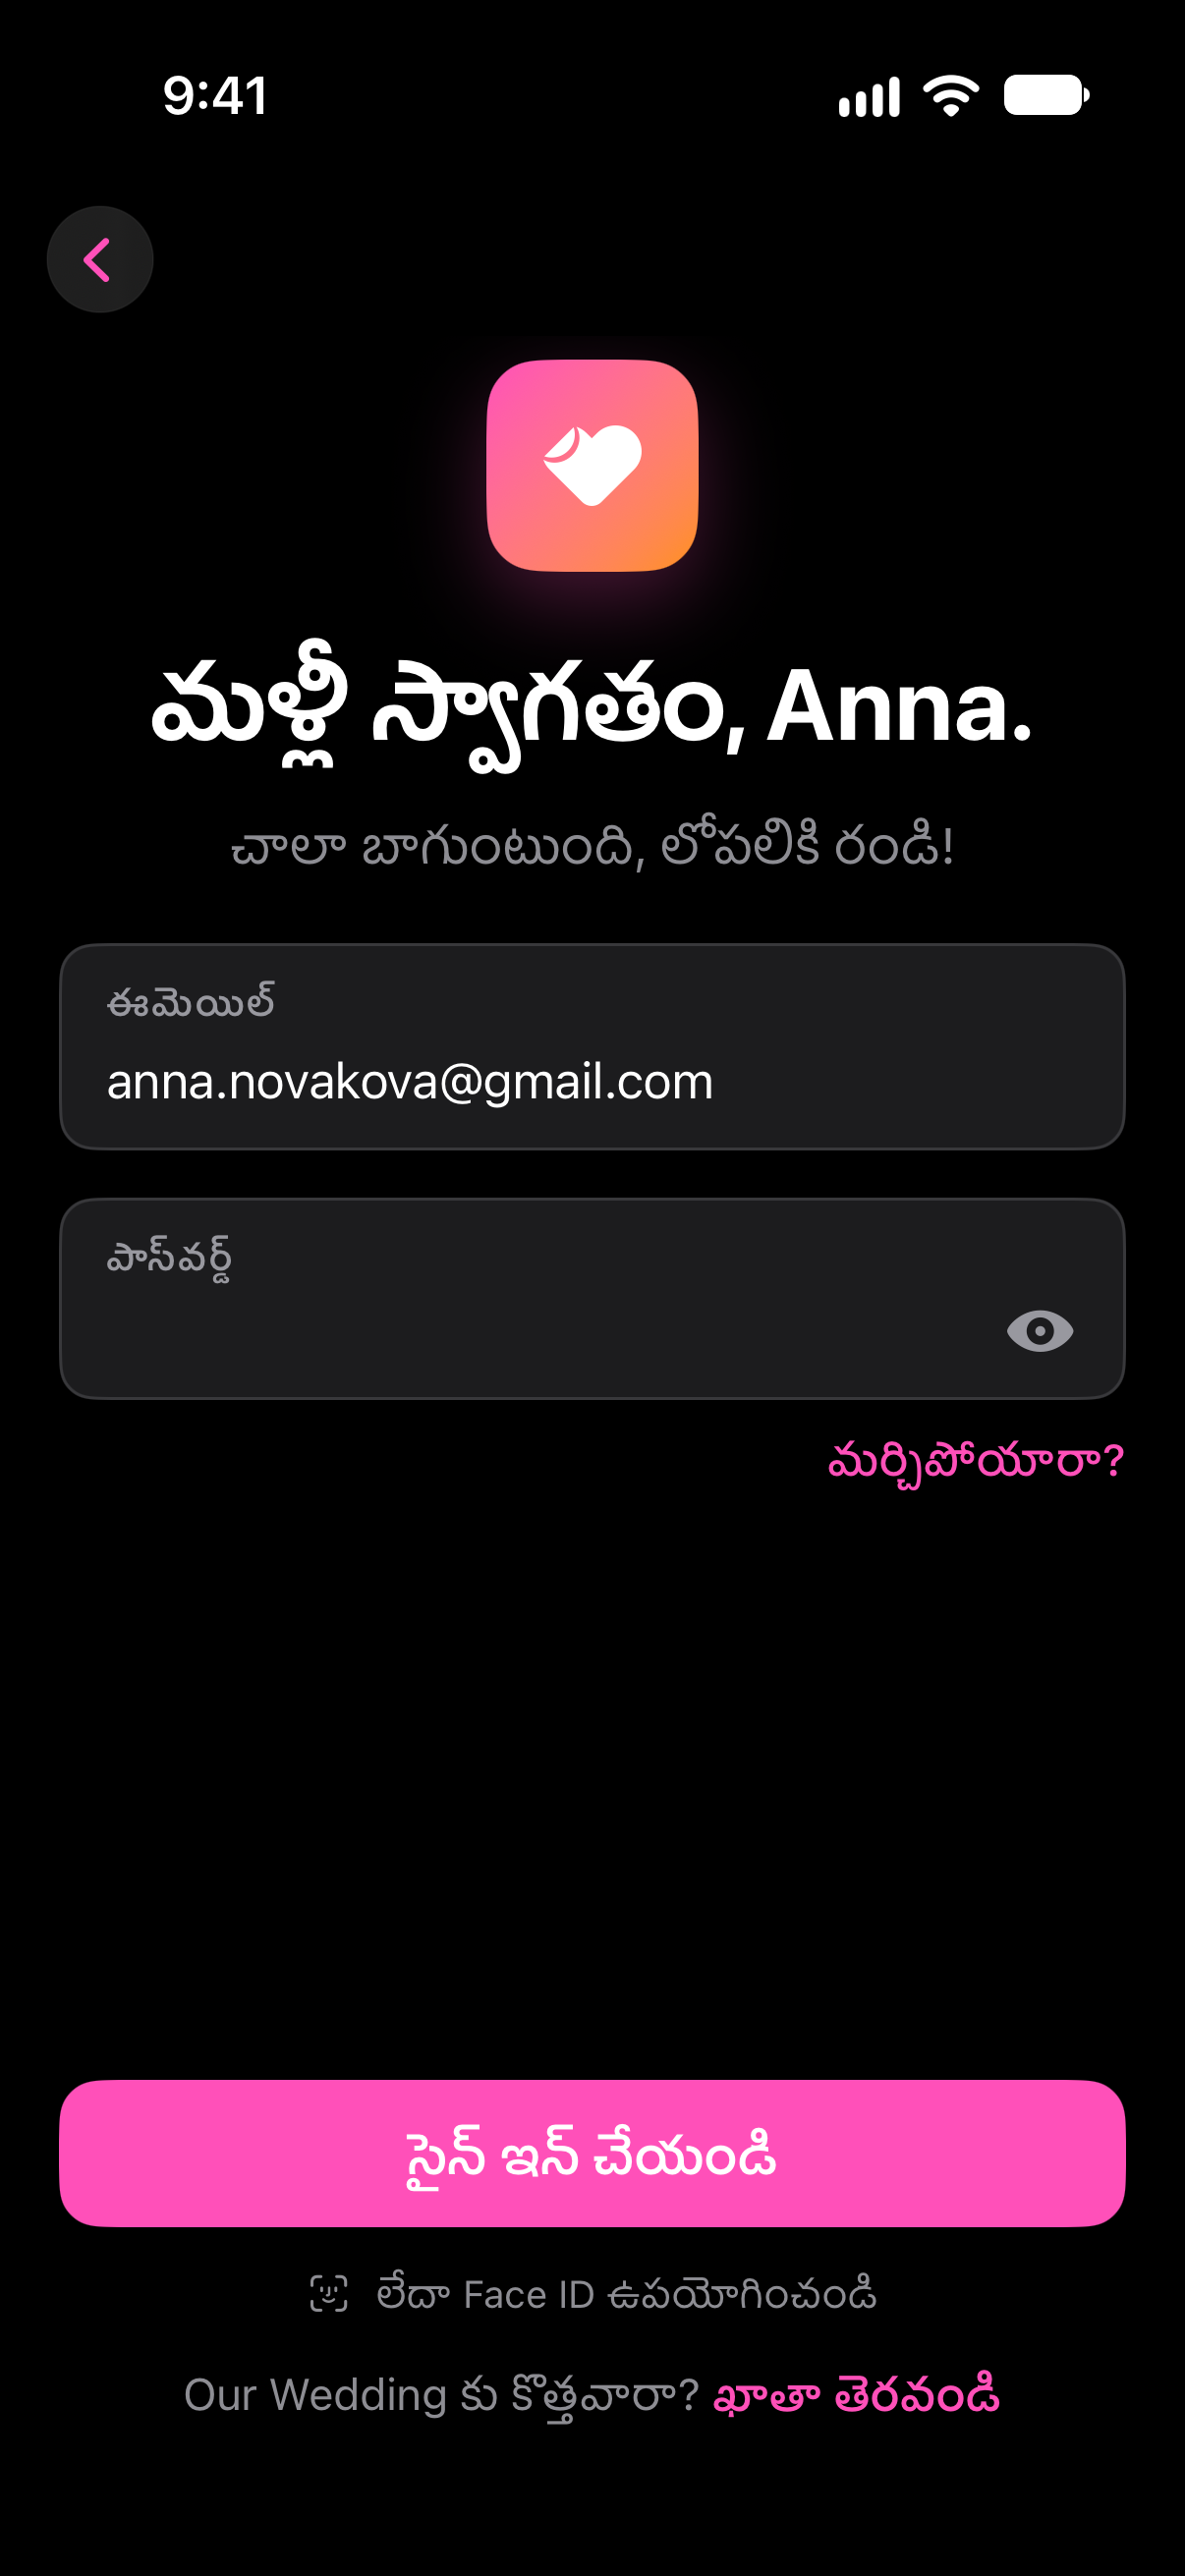 9:41
మళ్లీ స్వాగతం, Anna.
చాలా బాగుంటుంది, లోపలికి రండి!
ఈమెయిల్
anna.novakova@gmail.com
పాస్‌వర్డ్
మర్చిపోయారా?
సైన్ ఇన్ చేయండి
లేదా Face ID ఉపయోగించండి
Our Wedding కు కొత్తవారా? ఖాతా తెరవండి